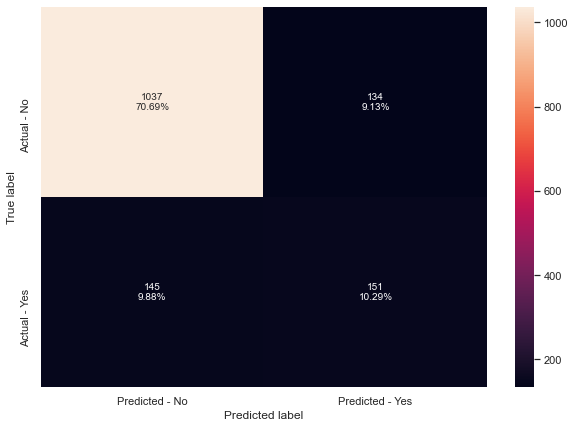 1037
70.69%
134
9.13%
145
9.88%
151
10.29%
Actual - No
Actual - Yes
True label
Predicted - No
Predicted - Yes
Predicted label
1000
800
600
400
200